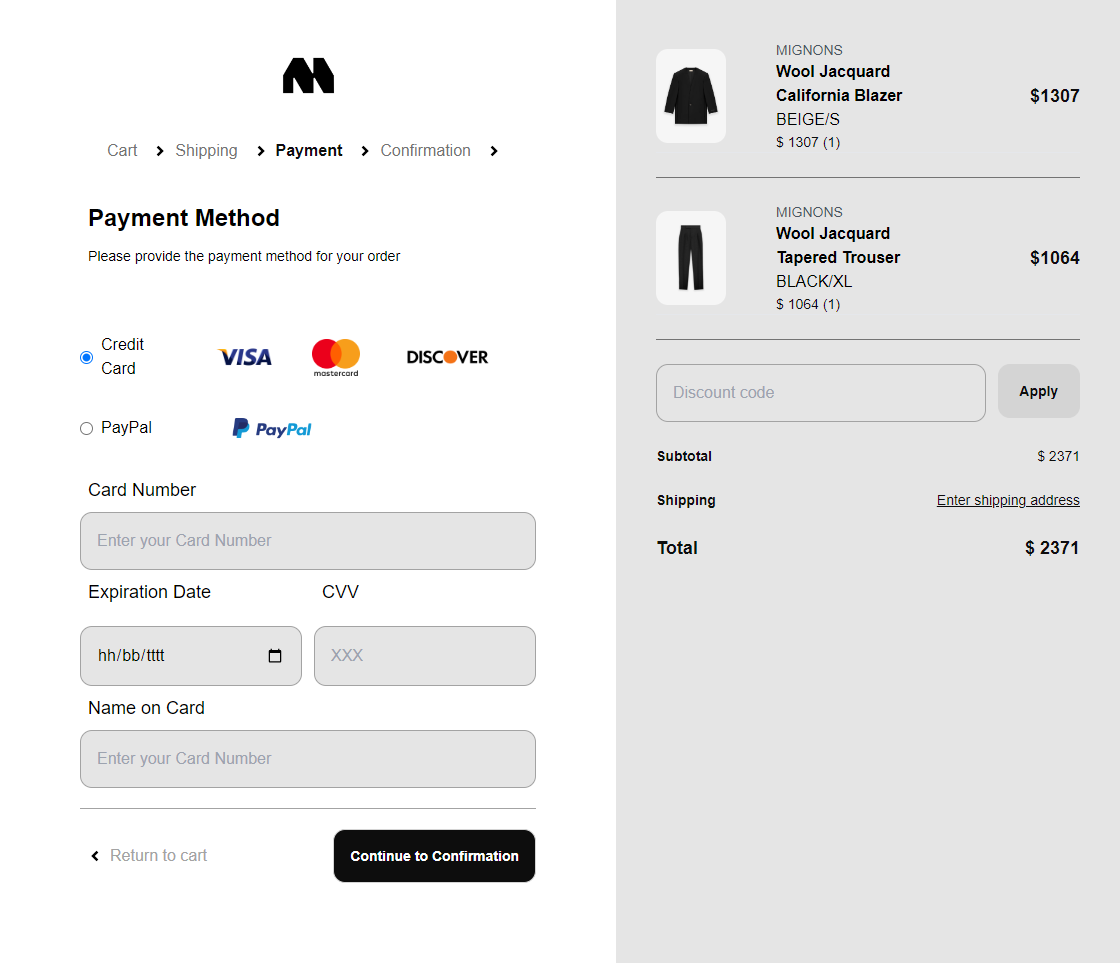 Cart
Shipping
Payment
Confirmation
Payment Method
Please provide the payment method for your order
Credit
Card
VISA
mastercard
DISCOVER
PayPal
PayPal
Card Number
Enter your Card Number
Expiration Date
CVV
hh/bb/tttt
XXX
Name on Card
Enter your Card Number
Return to cart
Continue to Confirmation
MIGNONS
Wool Jacquard
California Blazer
BEIGE/S
$ 1307 (1)
$1307
MIGNONS
Wool Jacquard
Tapered Trouser
BLACK/XL
$ 1064 (1)
$1064
Discount code
Apply
Subtotal
$ 2371
Shipping
Enter shipping address
Total
$ 2371